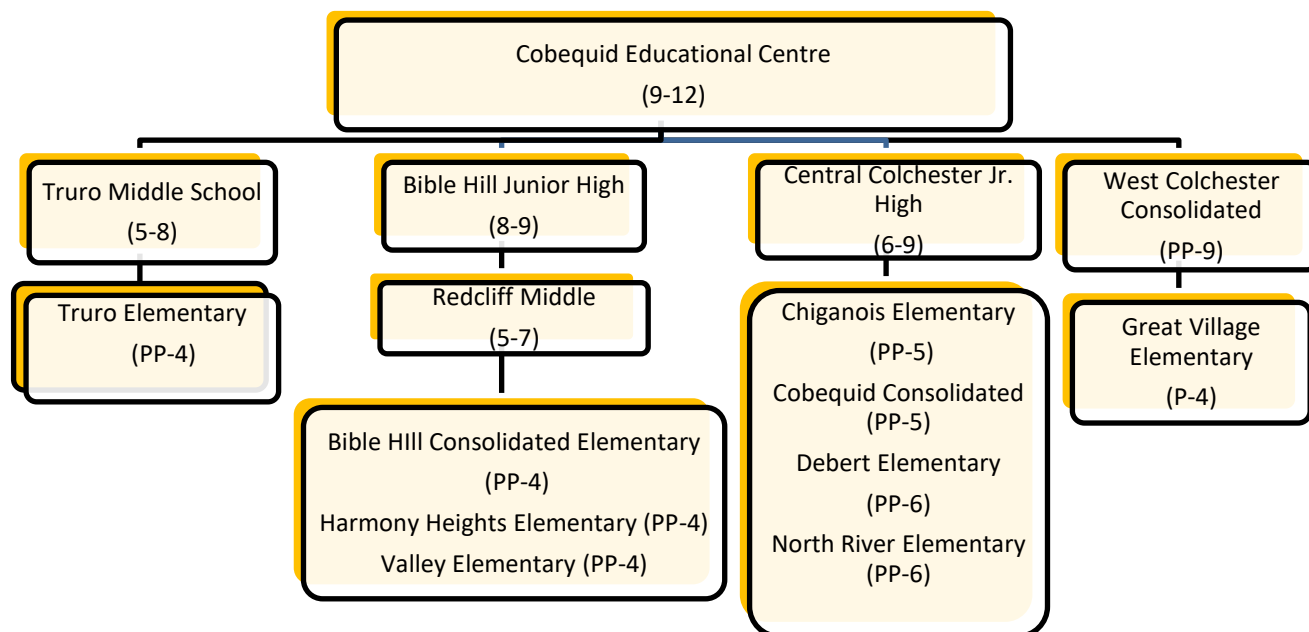 Cobequid Educational Centre
(9-12)
Truro Middle School
(5-8)
Bible Hill Junior High
(8-9)
Central Colchester Jr.
High
(6-9)
West Colchester
Consolidated
(PP-9)
Truro Elementary
(PP-4)
Redcliff Middle
(5-7)
Bible HIll Consolidated Elementary
(PP-4)
Harmony Heights Elementary (PP-4)
Valley Elementary (PP-4)
Chiganois Elementary
(PP-5)
Cobequid Consolidated
(PP-5)
Debert Elementary
(PP-6)
North River Elementary
(PP-6)
Great Village
Elementary
(P-4)